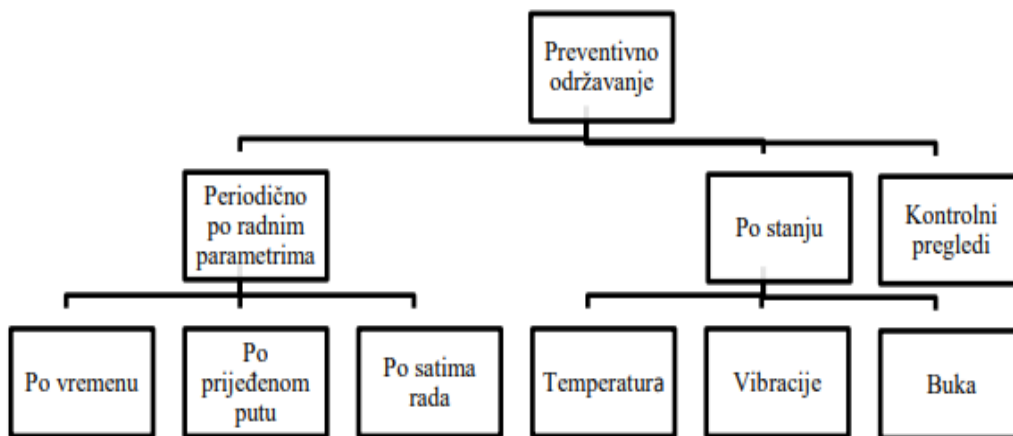 Preventivno
održavanje
Periodično
po radnim
parametrima
Po stanju
Kontrolni
pregledi
Po vremenu
Po
prijeđenom
putu
Po satima
rada
Temperatura
Vibracije
Buka